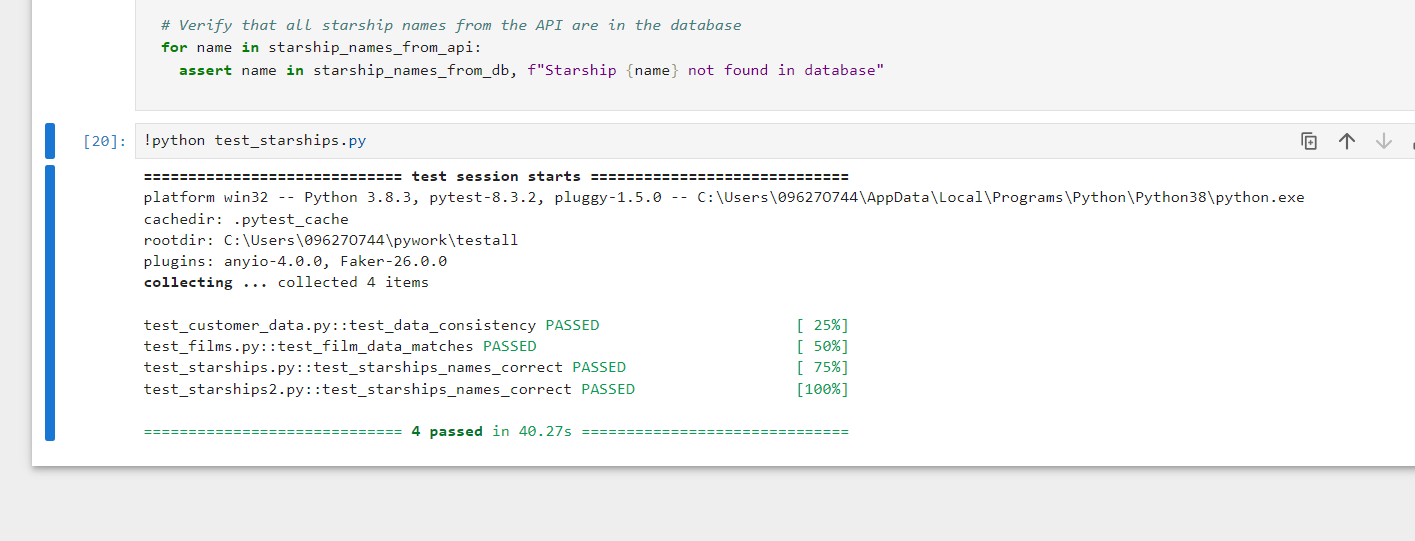 # Verify that all starship names from the API are in the database
for name in starship_names_from_api:
assert name in starship_names_from_db, f"Starship {name} not found in database"
[20]: !python test_starships.py
============================= test session starts =============================
platform win32 -- Python 3.8.3, pytest-8.3.2, pluggy-1.5.0 -- C:\Users\09627O744\AppData\Local\Programs\Python\Python38\python.exe
cachedir: .pytest_cache
rootdir: C:\Users\09627O744\pywork\testall
plugins: anyio-4.0.0, Faker-26.0.0
collecting ... collected 4 items
test_customer_data.py::test_data_consistency PASSED [ 25%]
test_films.py::test_film_data_matches PASSED [ 50%]
test_starships.py::test_starships_names_correct PASSED [ 75%]
test_starships2.py::test_starships_names_correct PASSED [100%]
============================= 4 passed in 40.27s ==============================